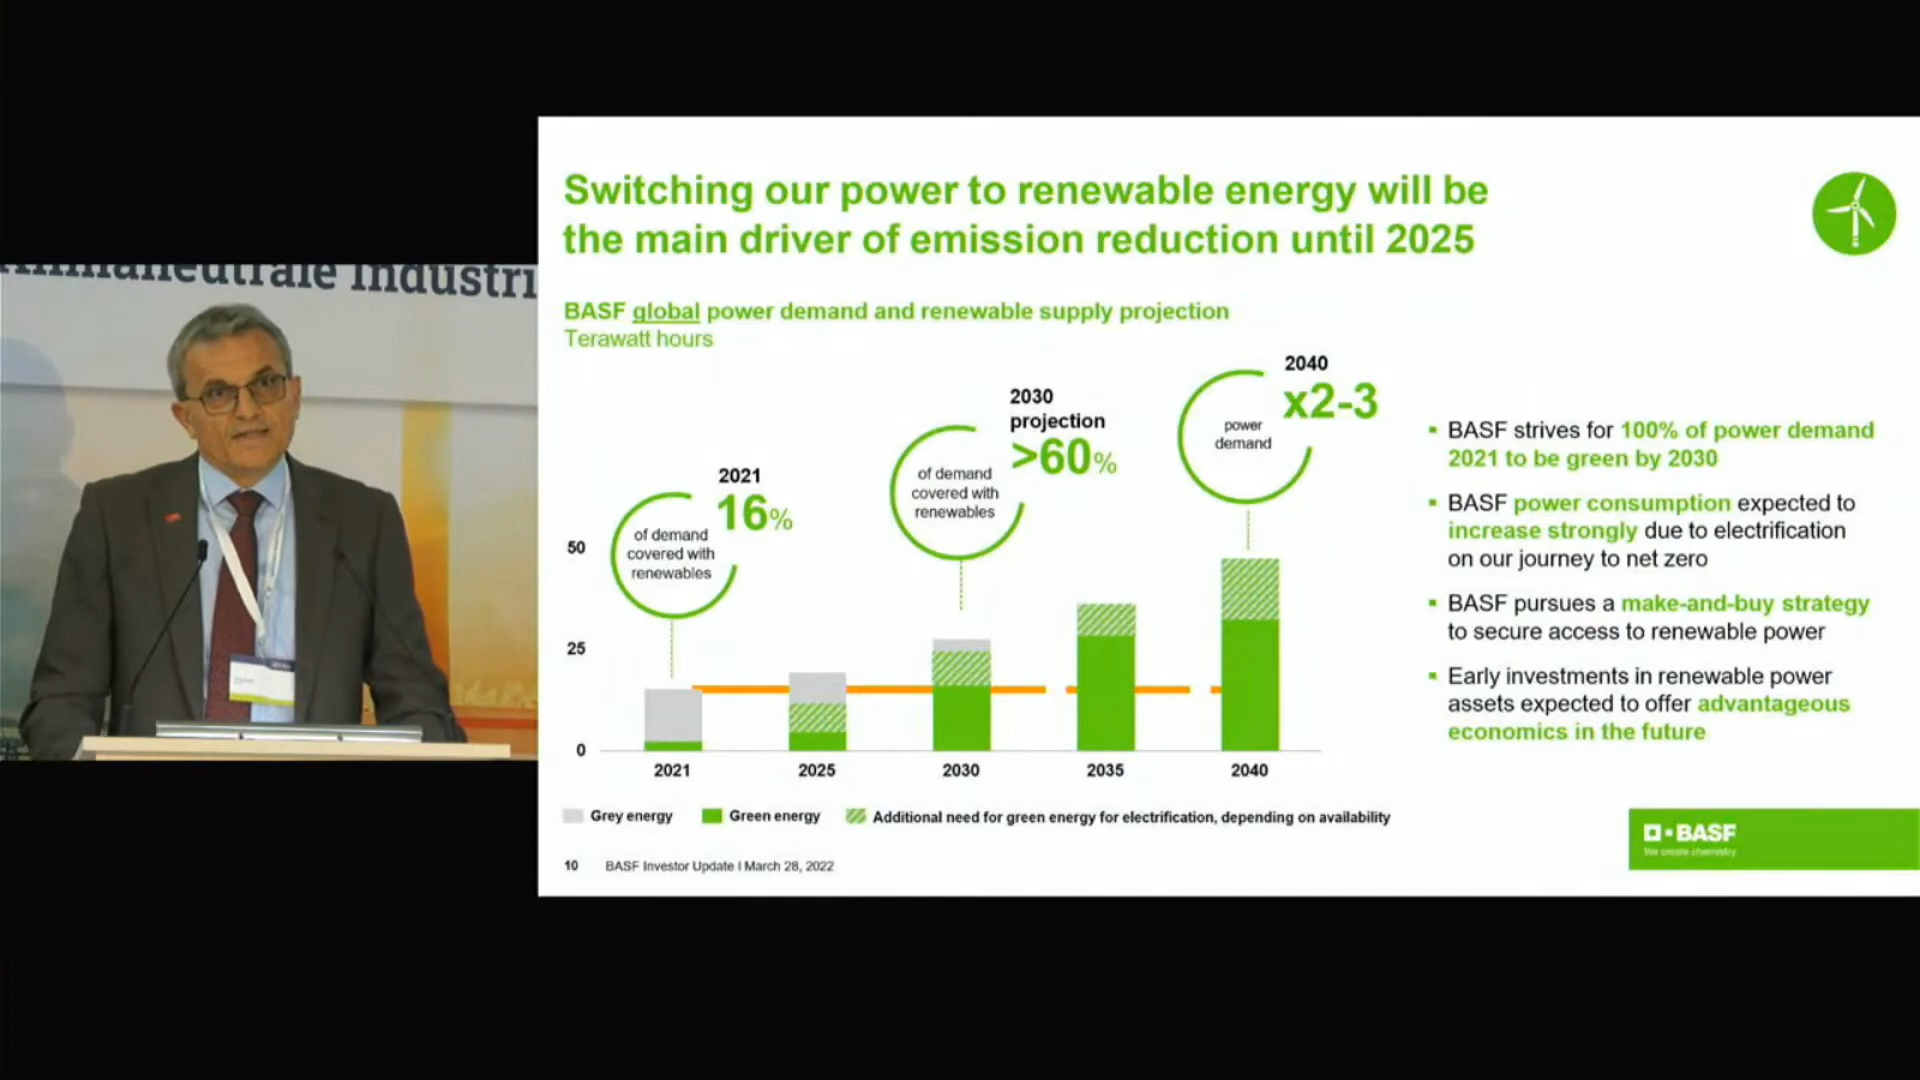 Klimaneutrale Industri
Switching our power to renewable energy will be
the main driver of emission reduction until 2025
BASF global power demand and renewable supply projection
Terawatt hours
2021
16%
of demand
covered with
renewables
2030
projection
>60%
of demand
covered with
renewables
2040
x2-3
power
demand
50
25
0
2021
2025
2030
2035
2040
Grey energy
Green energy
Additional need for green energy for electrification, depending on availability
▪ BASF strives for 100% of power demand
2021 to be green by 2030
▪ BASF power consumption expected to
increase strongly due to electrification
on our journey to net zero
▪ BASF pursues a make-and-buy strategy
to secure access to renewable power
▪ Early investments in renewable power
assets expected to offer advantageous
economics in the future
10 BASF Investor Update I March 28, 2022
BASF
We create chemistry